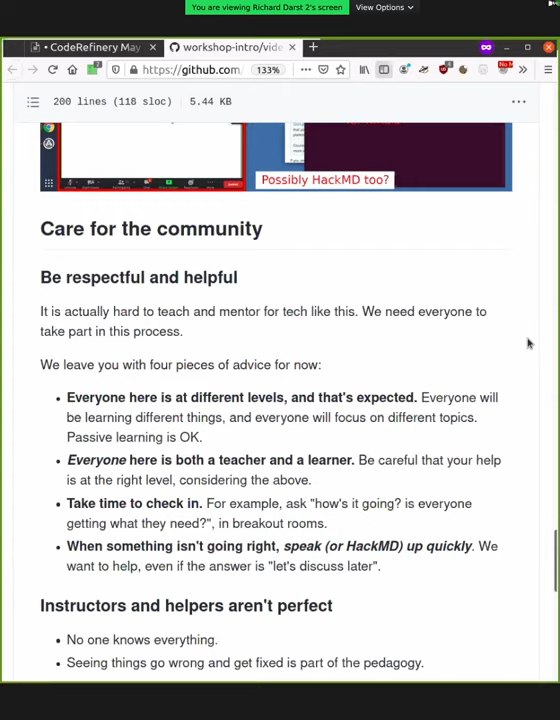 You are viewing Richard Darst 2's screen View Options
• CodeRefinery May workshop-intro/vide
https://github.com/ 133%
200 lines (118 sloc) 5.44 KB
Possibly HackMD too?
Care for the community
Be respectful and helpful
It is actually hard to teach and mentor for tech like this. We need everyone to
take part in this process.
We leave you with four pieces of advice for now:
• Everyone here is at different levels, and that's expected. Everyone will
be learning different things, and everyone will focus on different topics.
Passive learning is OK.
• Everyone here is both a teacher and a learner. Be careful that your help
is at the right level, considering the above.
• Take time to check in. For example, ask "how's it going? is everyone
getting what they need?", in breakout rooms.
• When something isn't going right, speak (or HackMD) up quickly. We
want to help, even if the answer is "let's discuss later".
Instructors and helpers aren't perfect
• No one knows everything.
• Seeing things go wrong and get fixed is part of the pedagogy.